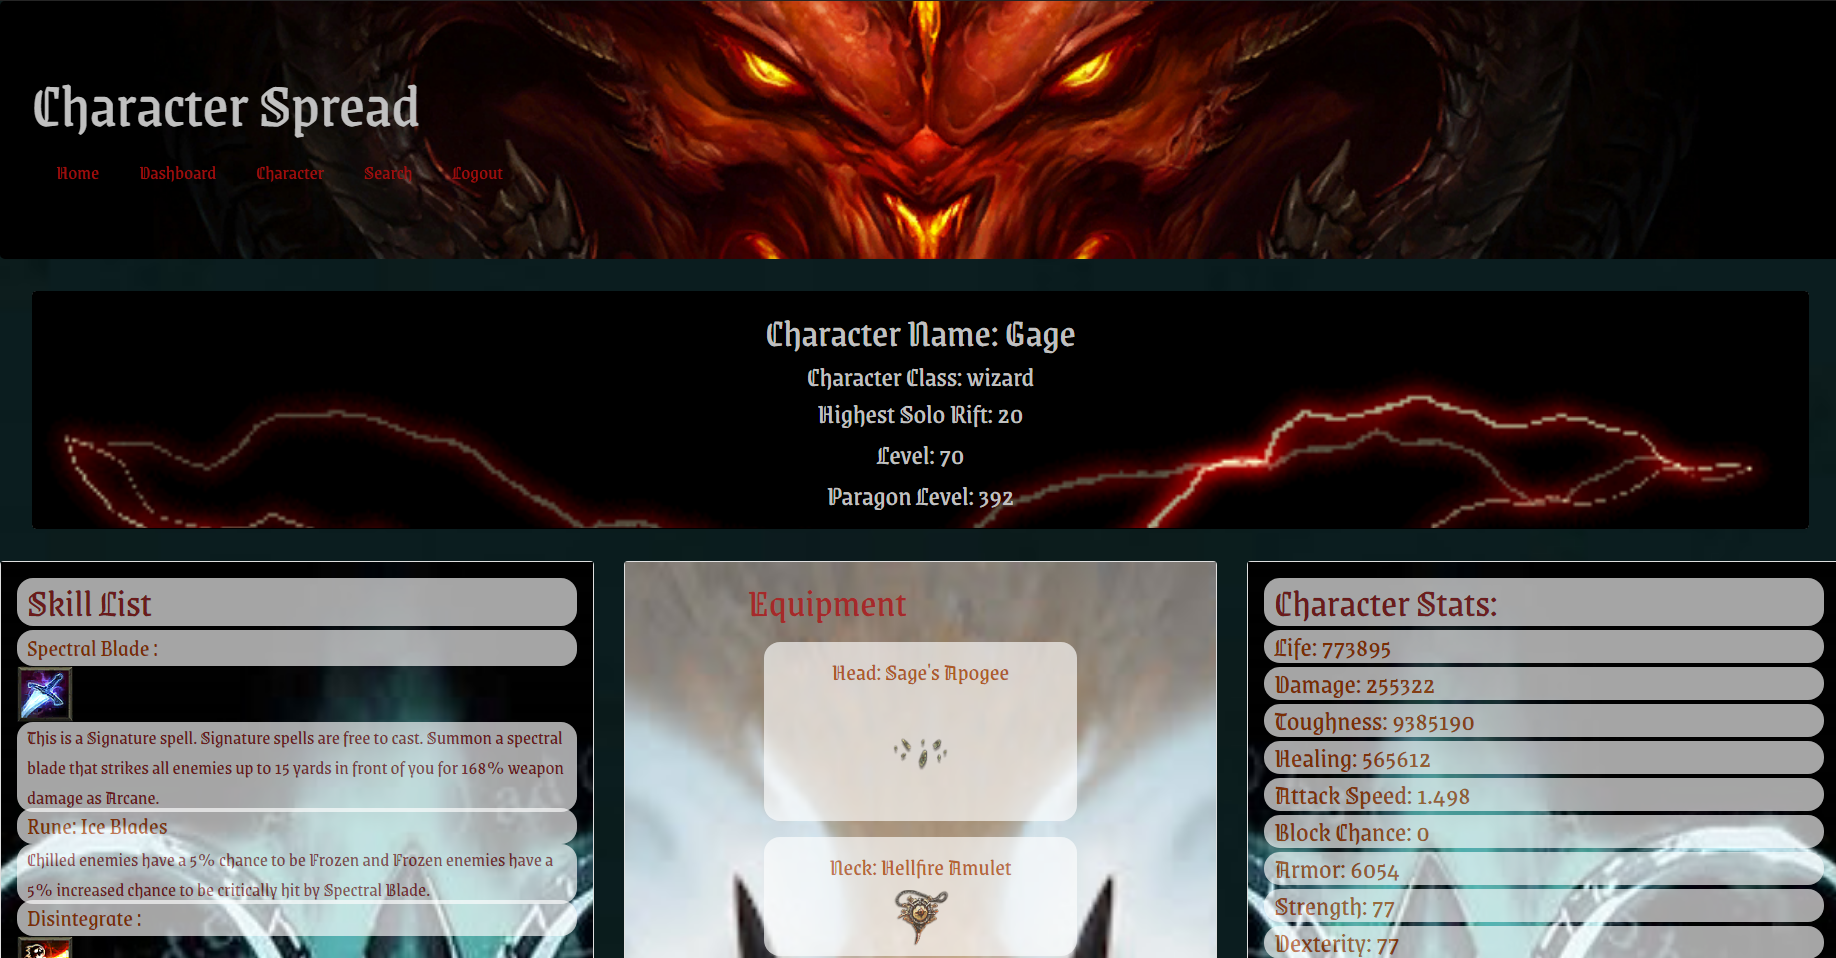 Character Spread
Home Dashboard Character Search Logout
Character Name: Gage
Character Class: wizard
Highest Solo Rift: 20
Level: 70
Paragon Level: 392
Skill List
Spectral Blade :
This is a Signature spell. Signature spells are free to cast. Summon a spectral
blade that strikes all enemies up to 15 yards in front of you for 168% weapon
damage as Arcane.
Rune: Ice Blades
Chilled enemies have a 5% chance to be Frozen and Frozen enemies have a
5% increased chance to be critically hit by Spectral Blade.
Disintegrate :
Equipment
Head: Sage's Apogee
Neck: Hellfire Amulet
Character Stats:
Life: 773895
Damage: 255322
Toughness: 9385190
Healing: 565612
Attack Speed: 1.498
Block Chance: 0
Armor: 6054
Strength: 77
Dexterity: 77